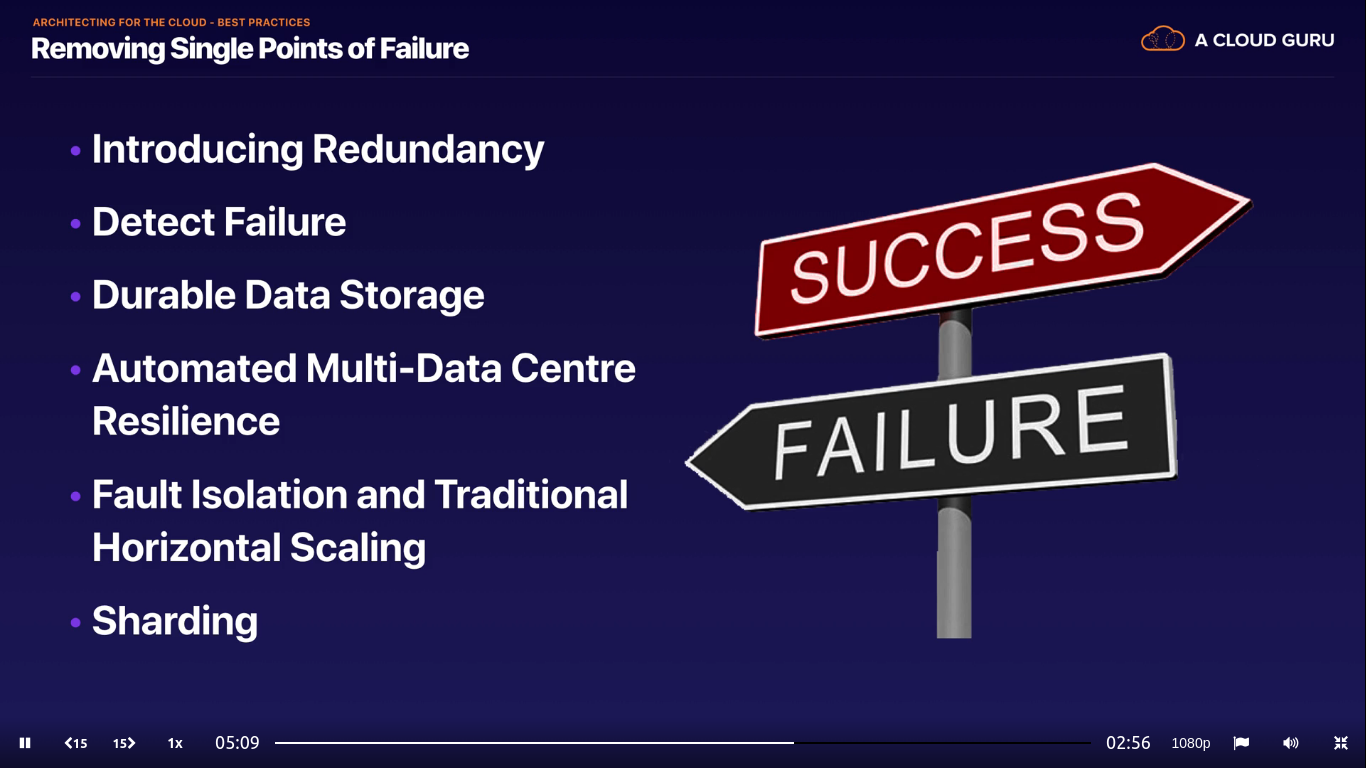 ARCHITECTING FOR THE CLOUD - BEST PRACTICES
Removing Single Points of Failure
A CLOUD GURU
• Introducing Redundancy
• Detect Failure
• Durable Data Storage
• Automated Multi-Data Centre
Resilience
• Fault Isolation and Traditional
Horizontal Scaling
• Sharding
SUCCESS
FAILURE
15
15
1x
05:09
02:56
1080p